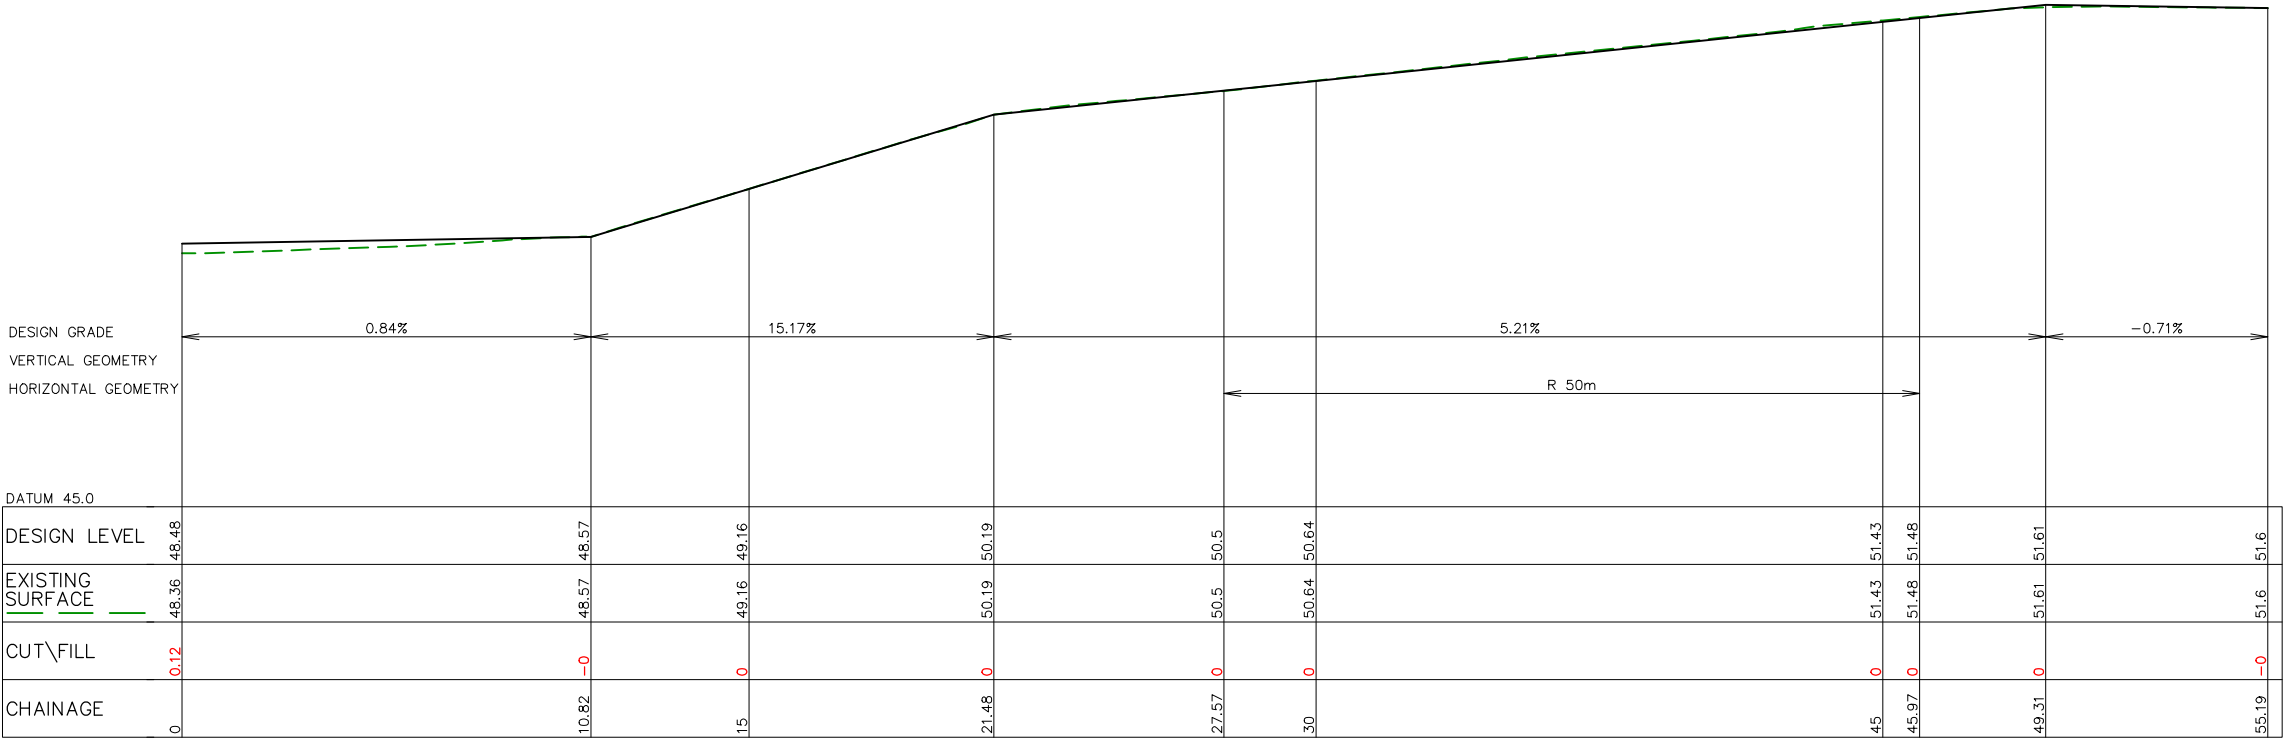 DESIGN GRADE 0.84% 15.17% 5.21% -0.71%
VERTICAL GEOMETRY
HORIZONTAL GEOMETRY R 50m
DATUM 45.0
DESIGN LEVEL 48.48 48.57 49.16 50.19 50.5 50.64 51.43 51.48 51.61 51.6
EXISTING
SURFACE 48.36 48.57 49.16 50.19 50.5 50.64 51.43 51.48 51.61 51.6
CUT\FILL 0.12 -0 0 0 0 0 0 0 0 -0
CHAINAGE 0 10.82 15 21.48 27.57 30 45 45.97 49.31 55.19